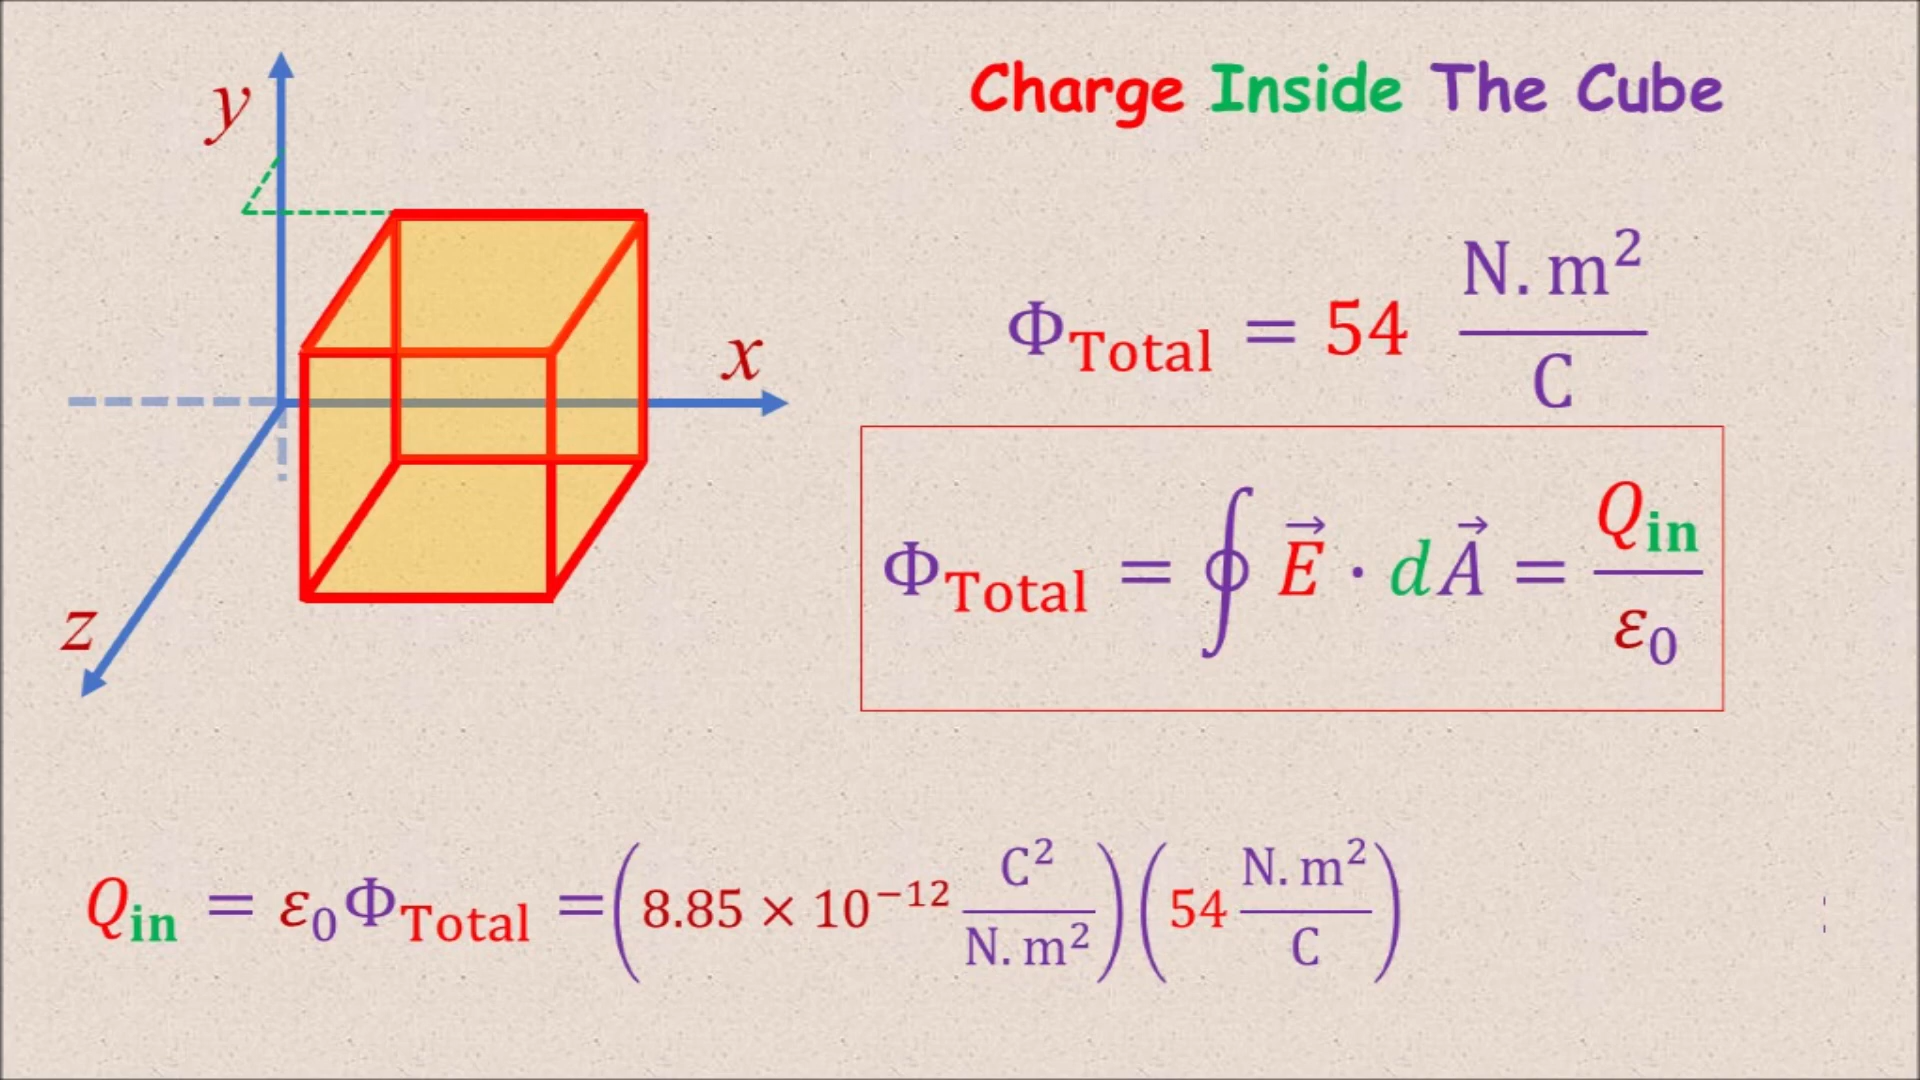 Charge Inside The Cube
y
x
z
Φ_Total = 54 N.m²/C
Φ_Total = ∮ E⃗ · dA⃗ = Q_in/ε₀
Q_in = ε₀Φ_Total = (8.85 × 10⁻¹² C²/N.m²)(54 N.m²/C)